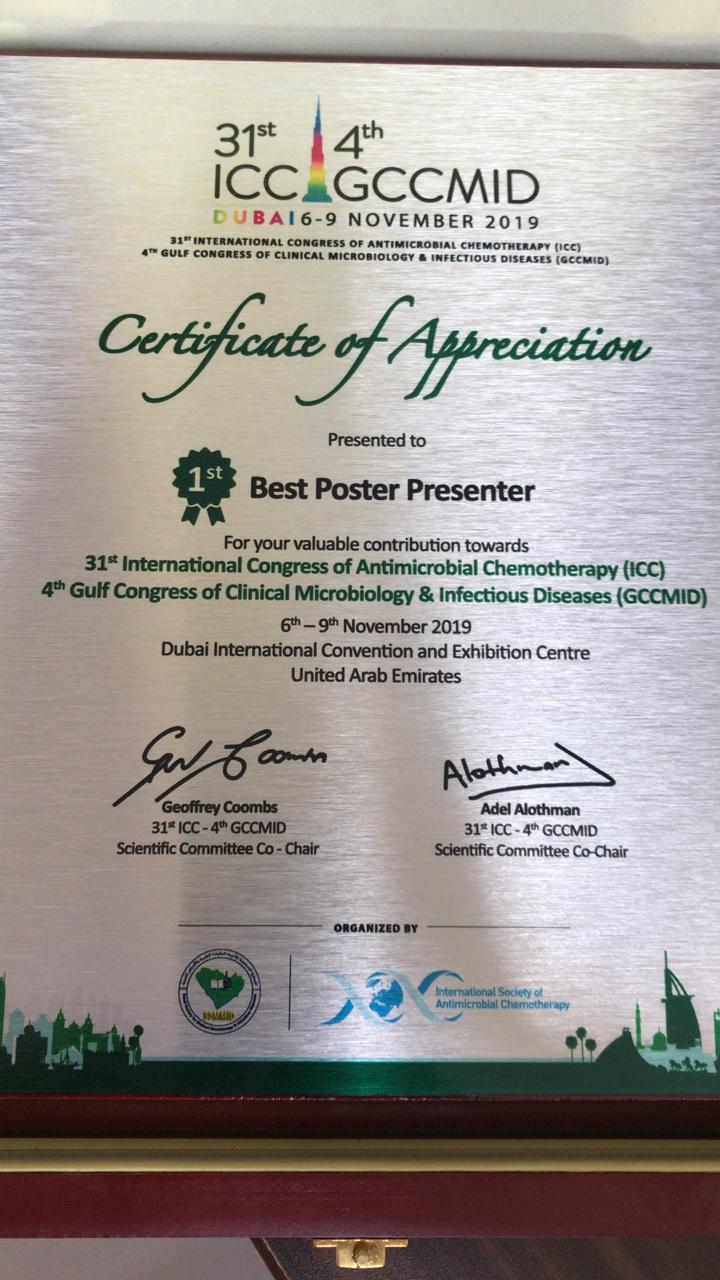 31st 4th
ICC GCCMID
DUBAI 6-9 NOVEMBER 2019
31ST INTERNATIONAL CONGRESS OF ANTIMICROBIAL CHEMOTHERAPY (ICC)
4TH GULF CONGRESS OF CLINICAL MICROBIOLOGY & INFECTIOUS DISEASES (GCCMID)
Certificate of Appreciation
Presented to
1st Best Poster Presenter
For your valuable contribution towards
31st International Congress of Antimicrobial Chemotherapy (ICC)
4th Gulf Congress of Clinical Microbiology & Infectious Diseases (GCCMID)
6th – 9th November 2019
Dubai International Convention and Exhibition Centre
United Arab Emirates
Alothman
Geoffrey Coombs
31st ICC - 4th GCCMID
Scientific Committee Co - Chair
Adel Alothman
31st ICC - 4th GCCMID
Scientific Committee Co-Chair
ORGANIZED BY
International Society of
Antimicrobial Chemotherapy